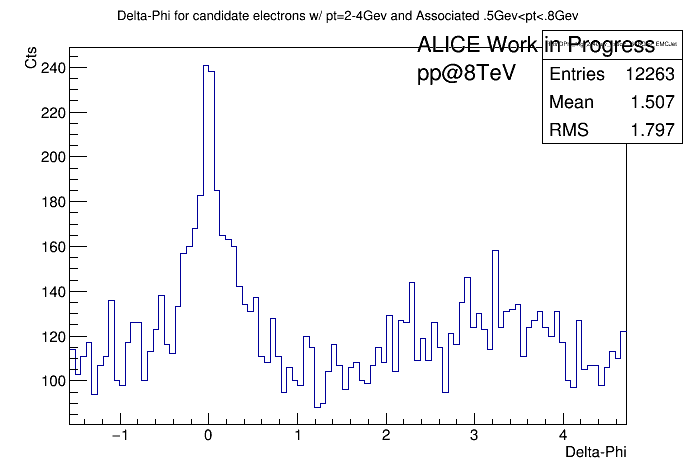 Delta-Phi for candidate electrons w/ pt=2-4Gev and Associated .5Gev<pt<.8GeV
Cts
ALICE Work in Progress
pp@8TeV
EMCJet
Entries 12263
Mean 1.507
RMS 1.797
240
220
200
180
160
140
120
100
−1 0 1 2 3 4
Delta-Phi